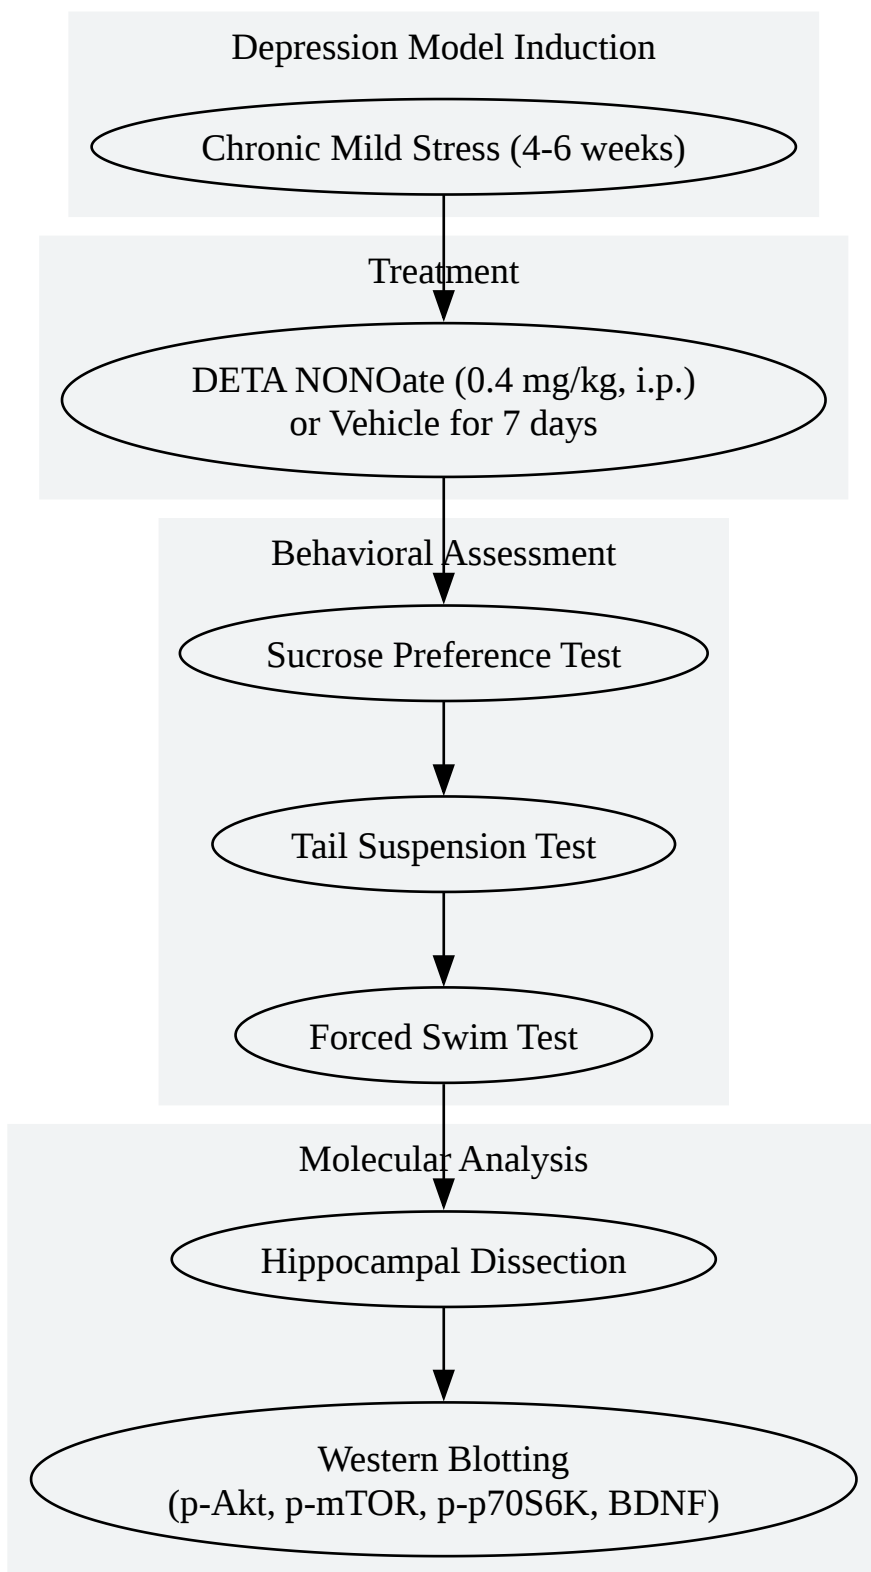 Depression Model Induction
Chronic Mild Stress (4-6 weeks)
Treatment
DETA NONOate (0.4 mg/kg, i.p.)
or Vehicle for 7 days
Behavioral Assessment
Sucrose Preference Test
Tail Suspension Test
Forced Swim Test
Molecular Analysis
Hippocampal Dissection
Western Blotting
(p-Akt, p-mTOR, p-p70S6K, BDNF)